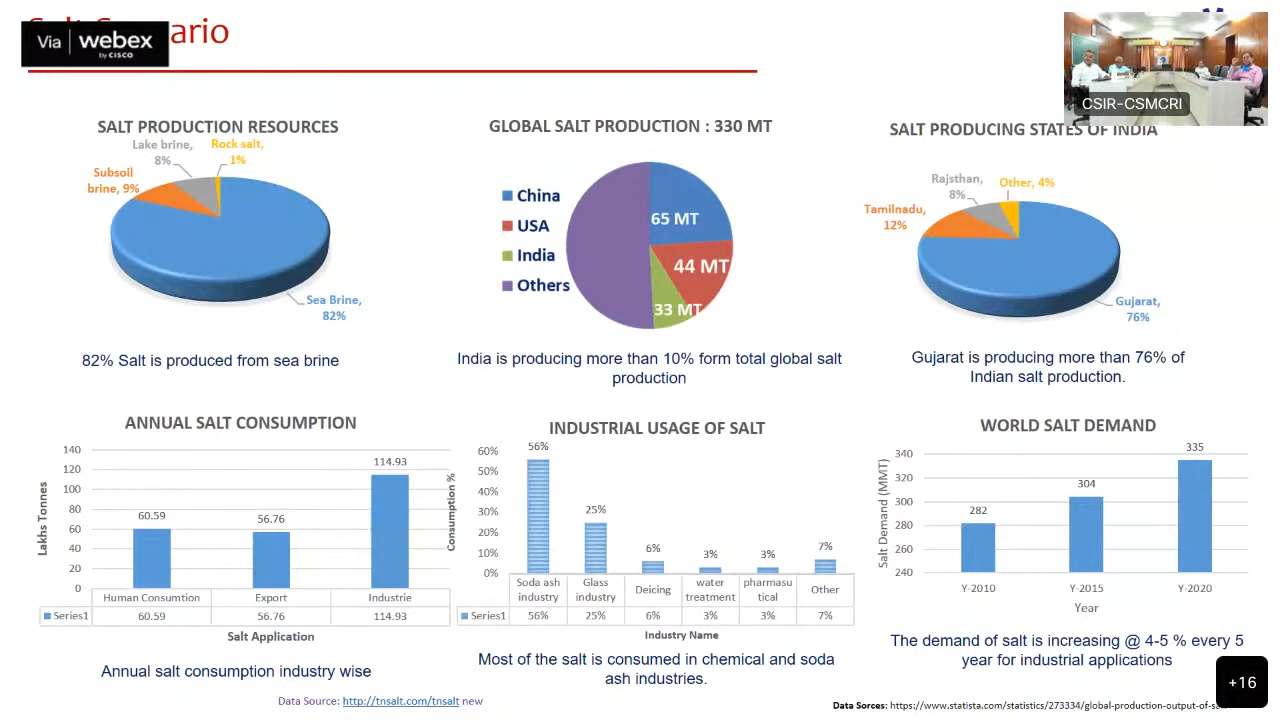 Via webex
by CISCO
ario
CSIR-CSMCRI
SALT PRODUCTION RESOURCES
Lake brine,
8%
Rock salt,
1%
Subsoil
brine, 9%
Sea Brine,
82%
82% Salt is produced from sea brine
GLOBAL SALT PRODUCTION : 330 MT
China
USA
India
Others
65 MT
44 MT
33 MT
India is producing more than 10% form total global salt
production
SALT PRODUCING STATES OF INDIA
Rajsthan,
8%
Other, 4%
Tamilnadu,
12%
Gujarat,
76%
Gujarat is producing more than 76% of
Indian salt production.
ANNUAL SALT CONSUMPTION
Lakhs Tonnes
140
120
100
80
60
40
20
0
60.59
56.76
114.93
Human Consumtion Export Industrie
Series1 60.59 56.76 114.93
Salt Application
Annual salt consumption industry wise
INDUSTRIAL USAGE OF SALT
Consumption %
60%
50%
40%
30%
20%
10%
0%
56%
25%
6%
3%
3%
7%
Soda ash
industry
Glass
industry
Deicing
water
treatment
pharmasu
tical
Other
Series1 56% 25% 6% 3% 3% 7%
Industry Name
Most of the salt is consumed in chemical and soda
ash industries.
WORLD SALT DEMAND
Salt Demand (MMT)
340
320
300
280
260
240
282
304
335
Y-2010 Y-2015 Y-2020
Year
The demand of salt is increasing @ 4-5 % every 5
year for industrial applications
Data Source: http://tnsalt.com/tnsalt new
Data Sorces: https://www.statista.com/statistics/273334/global-production-output-of-sa
+16